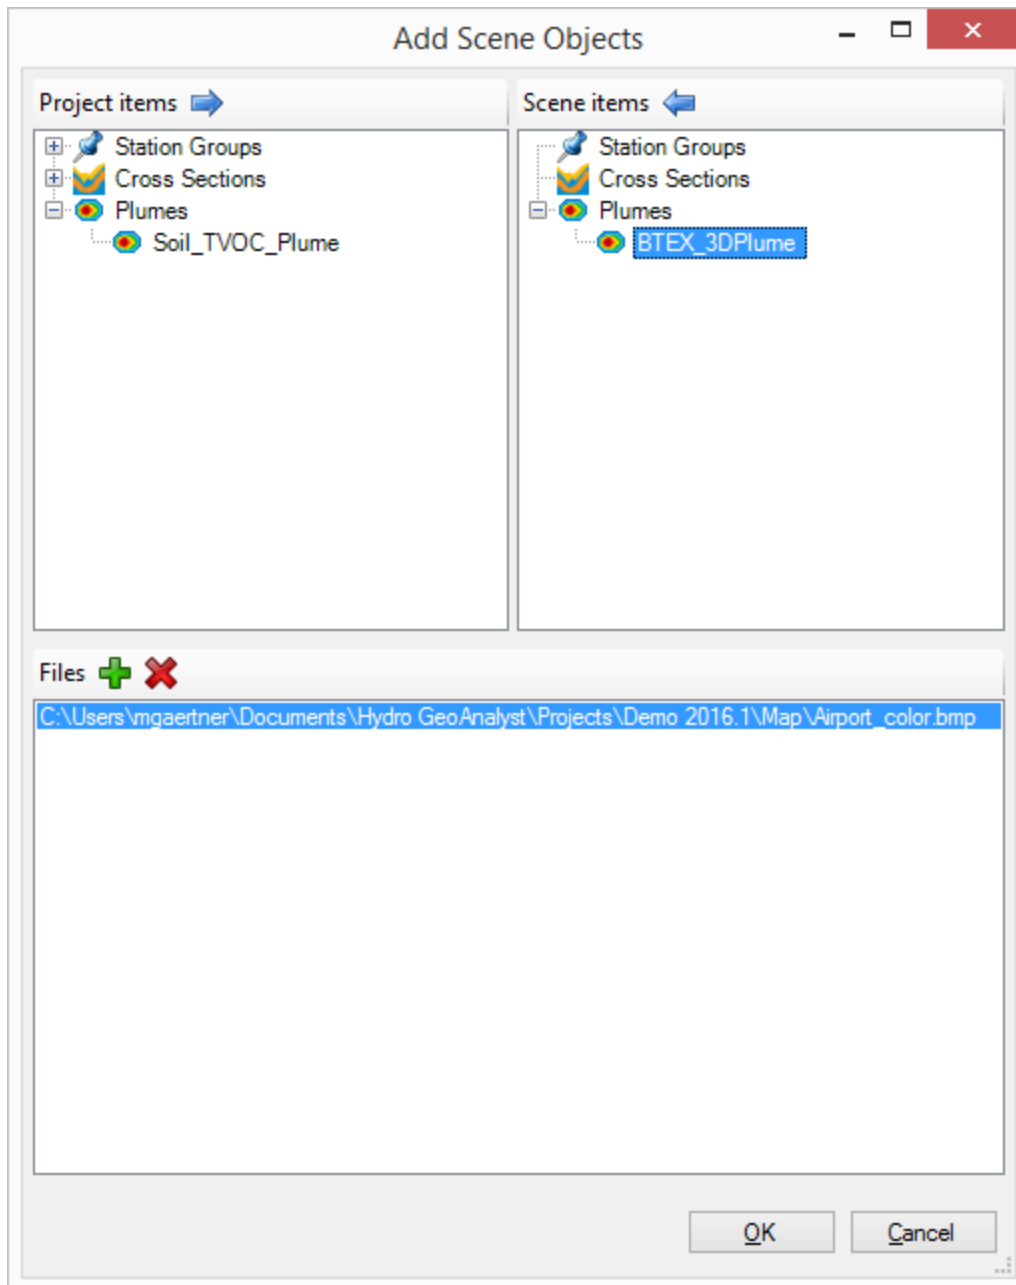 Add Scene Objects
Project items
Station Groups
Cross Sections
Plumes
Soil_TVOC_Plume
Scene items
Station Groups
Cross Sections
Plumes
BTEX_3DPlume
Files
C:\Users\mgaertner\Documents\Hydro GeoAnalyst\Projects\Demo 2016.1\Map\Airport_color.bmp
OK
Cancel